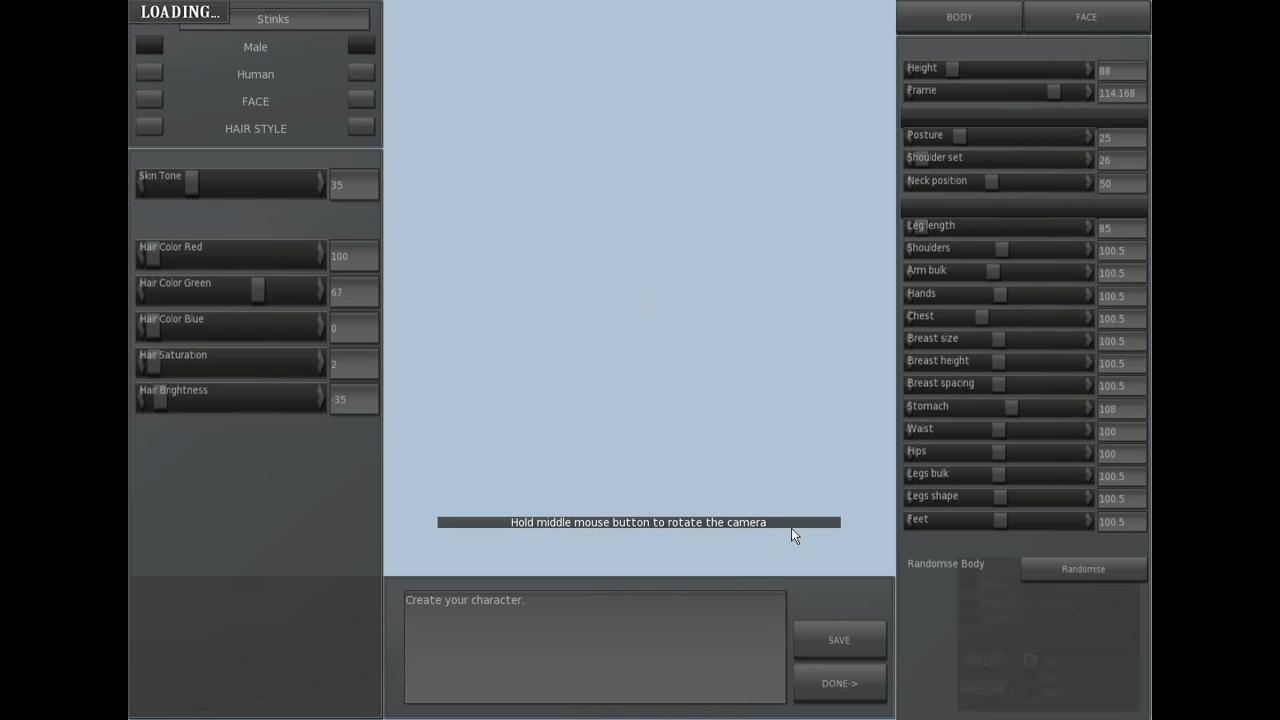 LOADING...
Stinks
Male
Human
FACE
HAIR STYLE
Skin Tone 35
Hair Color Red 100
Hair Color Green 67
Hair Color Blue 0
Hair Saturation 2
Hair Brightness -35
Hold middle mouse button to rotate the camera
Create your character.
SAVE
DONE->
BODY FACE
Height 88
Frame 114.168
Posture 25
Shoulder set 26
Neck position 50
Leg length 85
Shoulders 100.5
Arm bulk 100.5
Hands 100.5
Chest 100.5
Breast size 100.5
Breast height 100.5
Breast spacing 100.5
Stomach 108
Waist 100
Hips 100
Legs bulk 100.5
Legs shape 100.5
Feet 100.5
Randomise Body Randomise